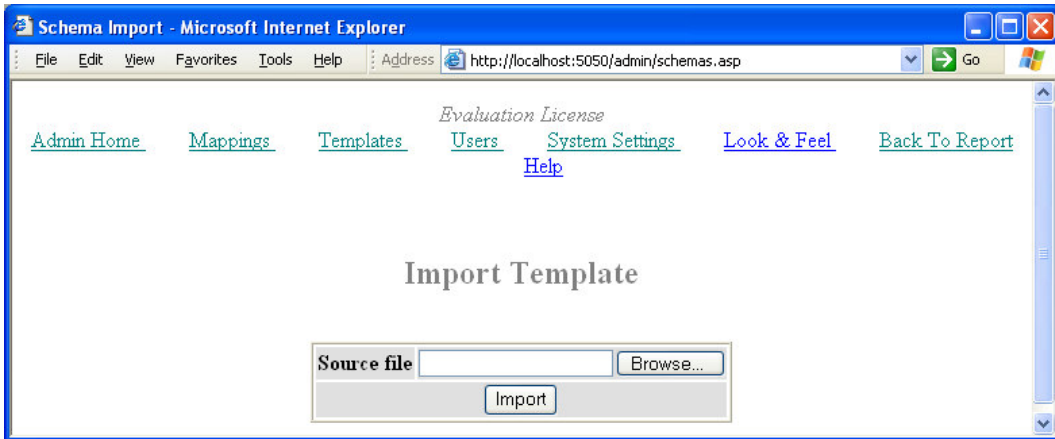 Schema Import - Microsoft Internet Explorer
File Edit View Favorites Tools Help Address http://localhost:5050/admin/schemas.asp Go
Evaluation License
Admin Home Mappings Templates Users System Settings Look & Feel Back To Report
Help
Import Template
Source file Browse...
Import